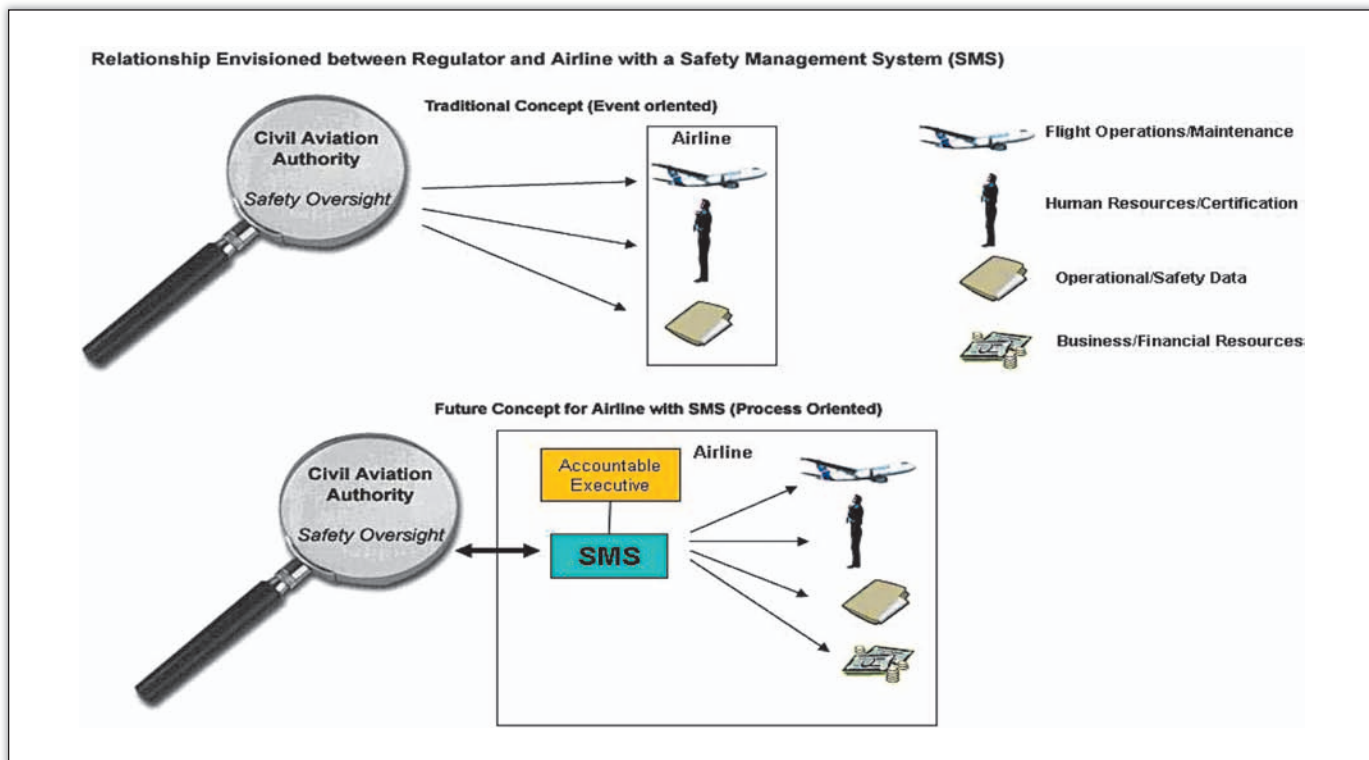 Relationship Envisioned between Regulator and Airline with a Safety Management System (SMS)
Traditional Concept (Event oriented)
Civil Aviation
Authority
Safety Oversight
Airline
Flight Operations/Maintenance
Human Resources/Certification
Operational/Safety Data
Business/Financial Resources
Future Concept for Airline with SMS (Process Oriented)
Civil Aviation
Authority
Safety Oversight
Accountable
Executive
SMS
Airline